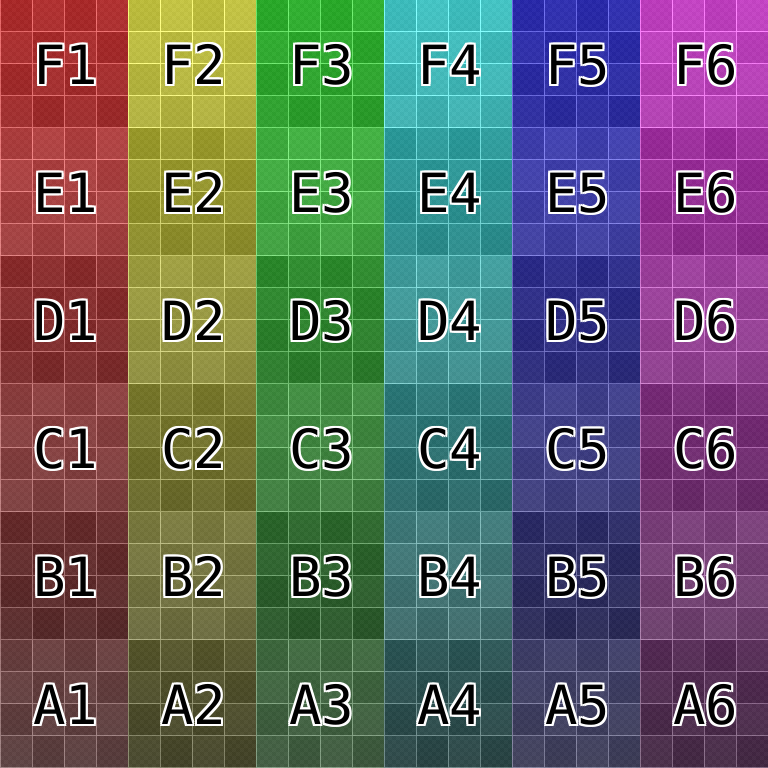 F1 F2 F3 F4 F5 F6
E1 E2 E3 E4 E5 E6
D1 D2 D3 D4 D5 D6
C1 C2 C3 C4 C5 C6
B1 B2 B3 B4 B5 B6
A1 A2 A3 A4 A5 A6